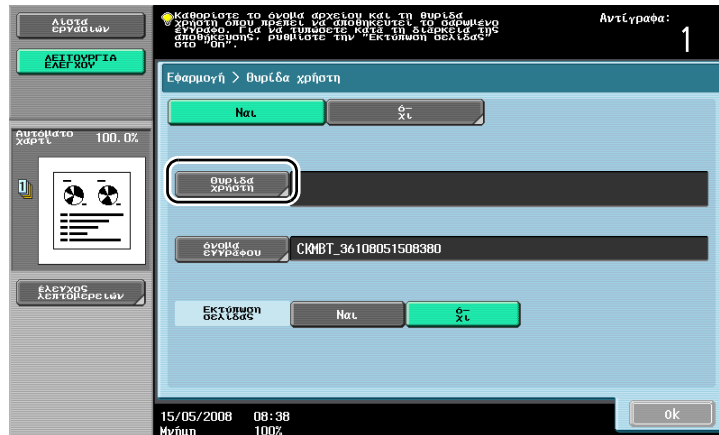 Λίστα
εργασιών
ΛΕΙΤΟΥΡΓΙΑ
ΕΛΕΓΧΟΥ
Καθορίστε το όνομα αρχείου και τη θυρίδα
χρήστη όπου πρέπει να αποθηκευτεί το σαρωμένο
έγγραφο. Για να τυπώσετε κατά τη διάρκεια της
αποθήκευσης, ρυθμίστε την "Εκτύπωση σελίδας"
στο "On".
Αντίγραφα:
1
Εφαρμογή > θυρίδα χρήστη
Ναι
ό-
χι
Αυτόματο
χαρτί
100.0%
1
θυρίδα
χρήστη
όνομα
εγγράφου
CKMBT_36108051508380
έλεγχος
λεπτομερειών
Εκτύπωση
σελίδας
Ναι
ό-
χι
15/05/2008 08:38
Μνήμη 100%
ok